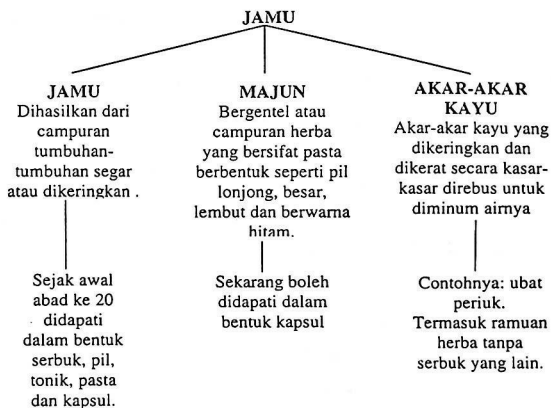 JAMU
JAMU
Dihasilkan dari
campuran
tumbuhan-
tumbuhan segar
atau dikeringkan .
Sejak awal
abad ke 20
didapati
dalam bentuk
serbuk, pil,
tonik, pasta
dan kapsul.
MAJUN
Bergentel atau
campuran herba
yang bersifat pasta
berbentuk seperti pil
lonjong, besar,
lembut dan berwarna
hitam.
Sekarang boleh
didapati dalam
bentuk kapsul
AKAR-AKAR
KAYU
Akar-akar kayu yang
dikeringkan dan
dikerat secara kasar-
kasar direbus untuk
diminum airnya
Contohnya: ubat
periuk.
Termasuk ramuan
herba tanpa
serbuk yang lain.